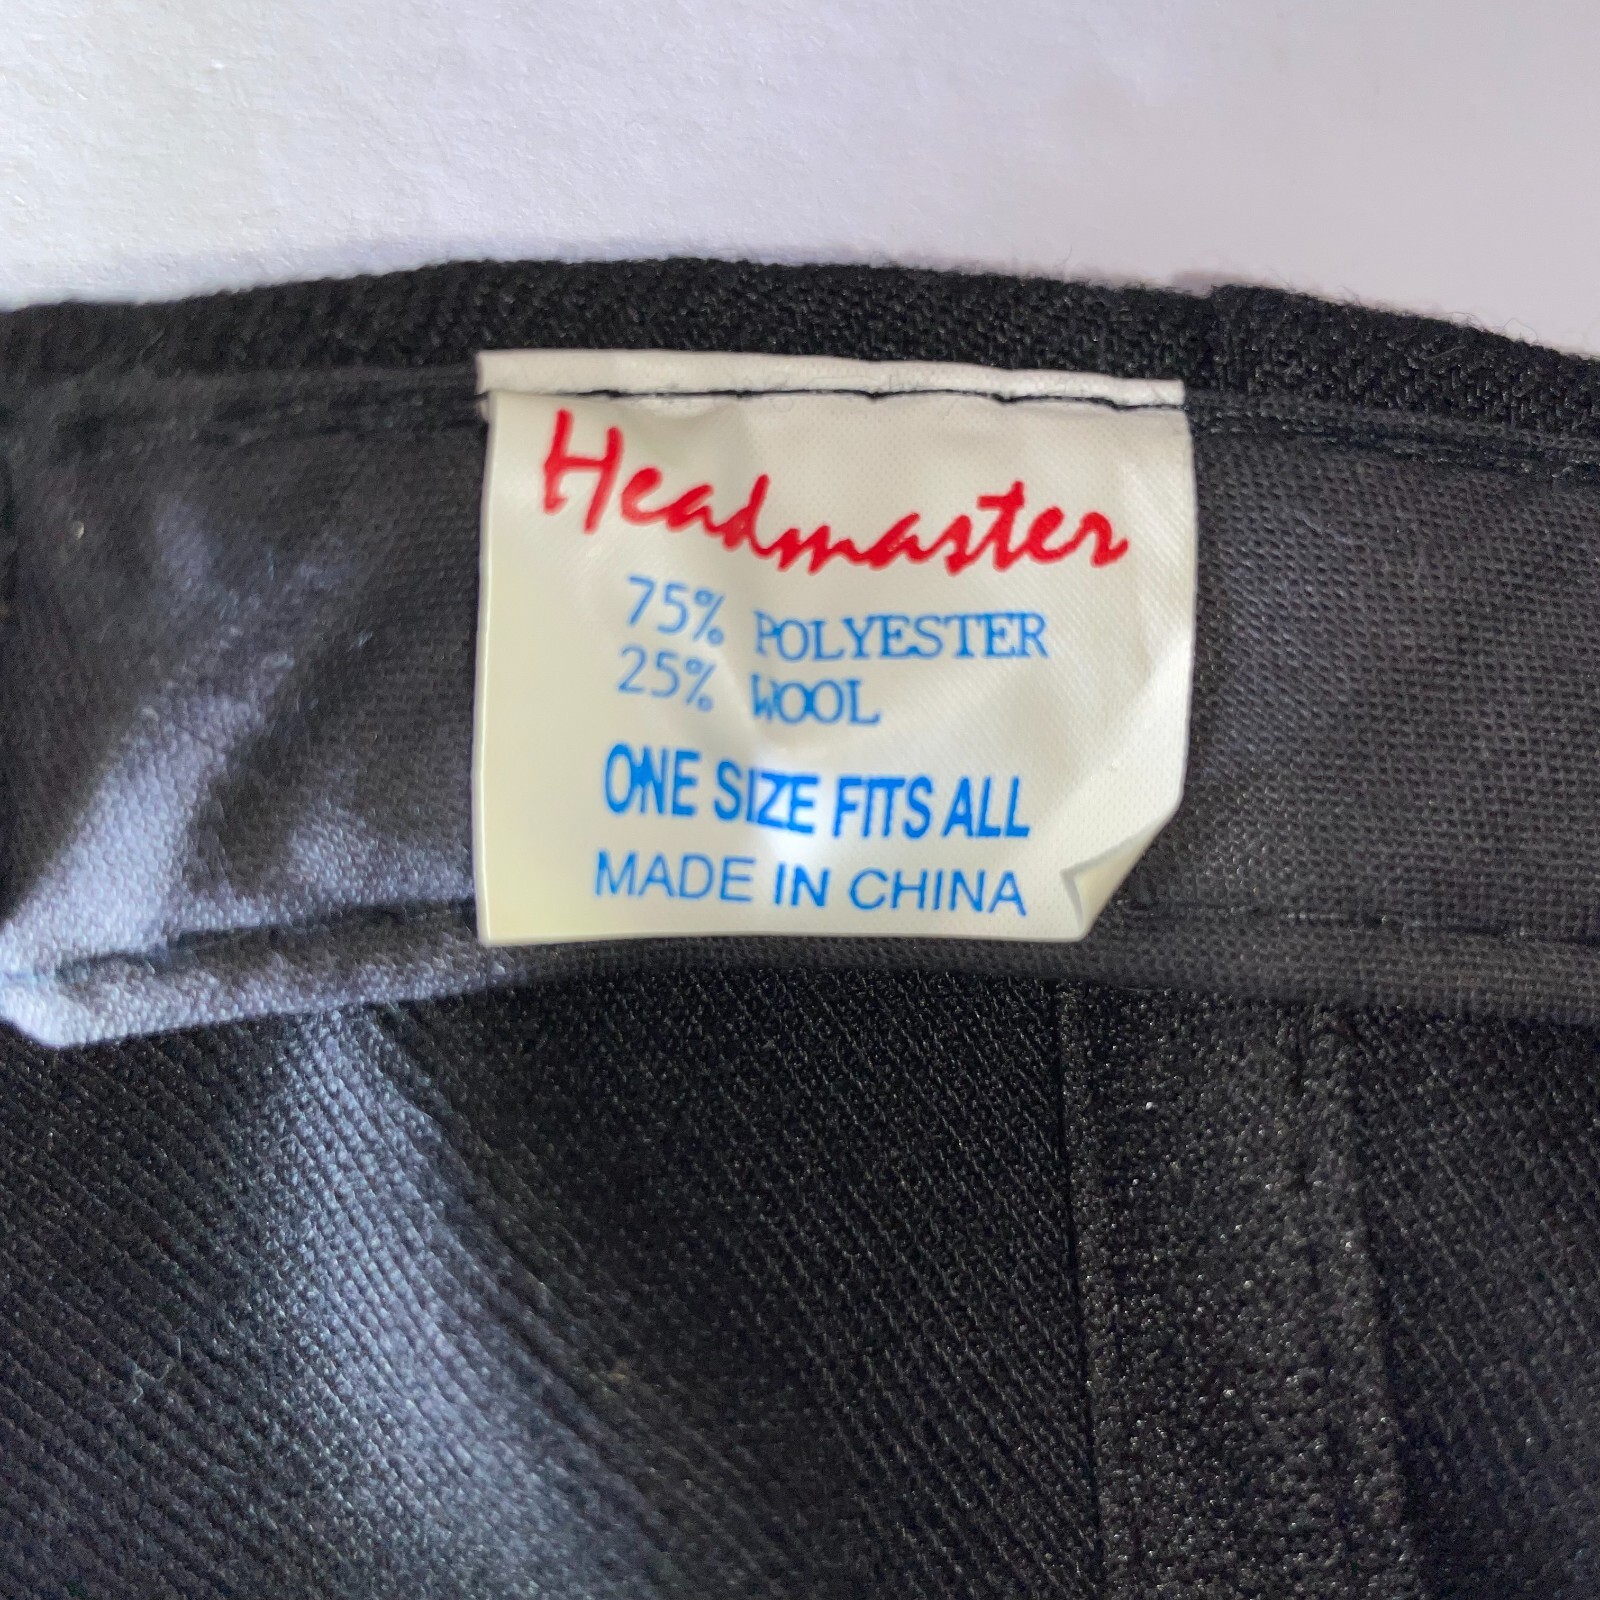 Headmaster
75% POLYESTER
25% WOOL
ONE SIZE FITS ALL
MADE IN CHINA